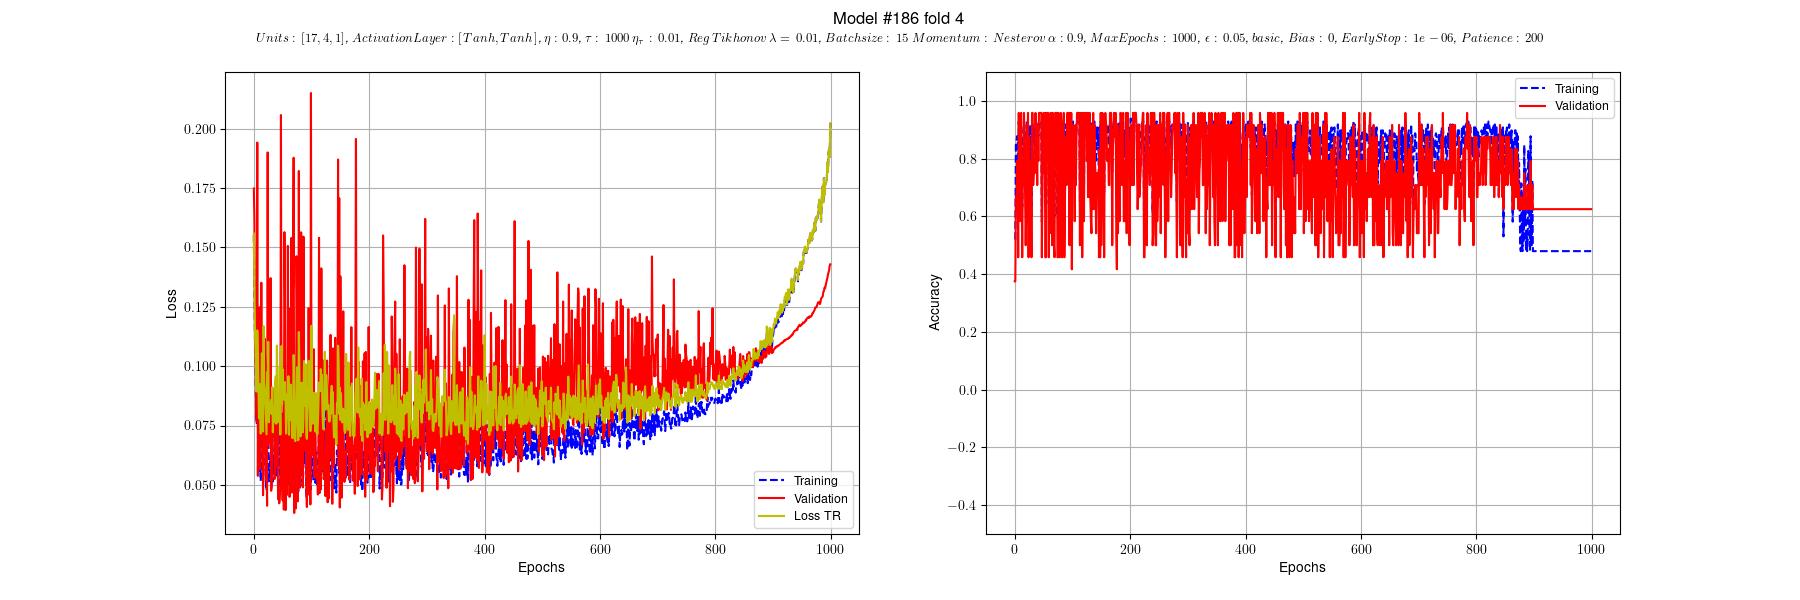 Model #186 fold 4
Units : [17, 4, 1], ActivationLayer : [Tanh, Tanh], η : 0.9, τ : 1000 η_τ : 0.01, Reg Tikhonov λ = 0.01, Batchsize : 15 Momentum : Nesterov α : 0.9, MaxEpochs : 1000, ϵ : 0.05, basic, Bias : 0, EarlyStop : 1e − 06, Patience : 200
Loss
0.200
0.175
0.150
0.125
0.100
0.075
0.050
Training
Validation
Loss TR
0 200 400 600 800 1000
Epochs
Accuracy
1.0
0.8
0.6
0.4
0.2
0.0
−0.2
−0.4
Training
Validation
0 200 400 600 800 1000
Epochs